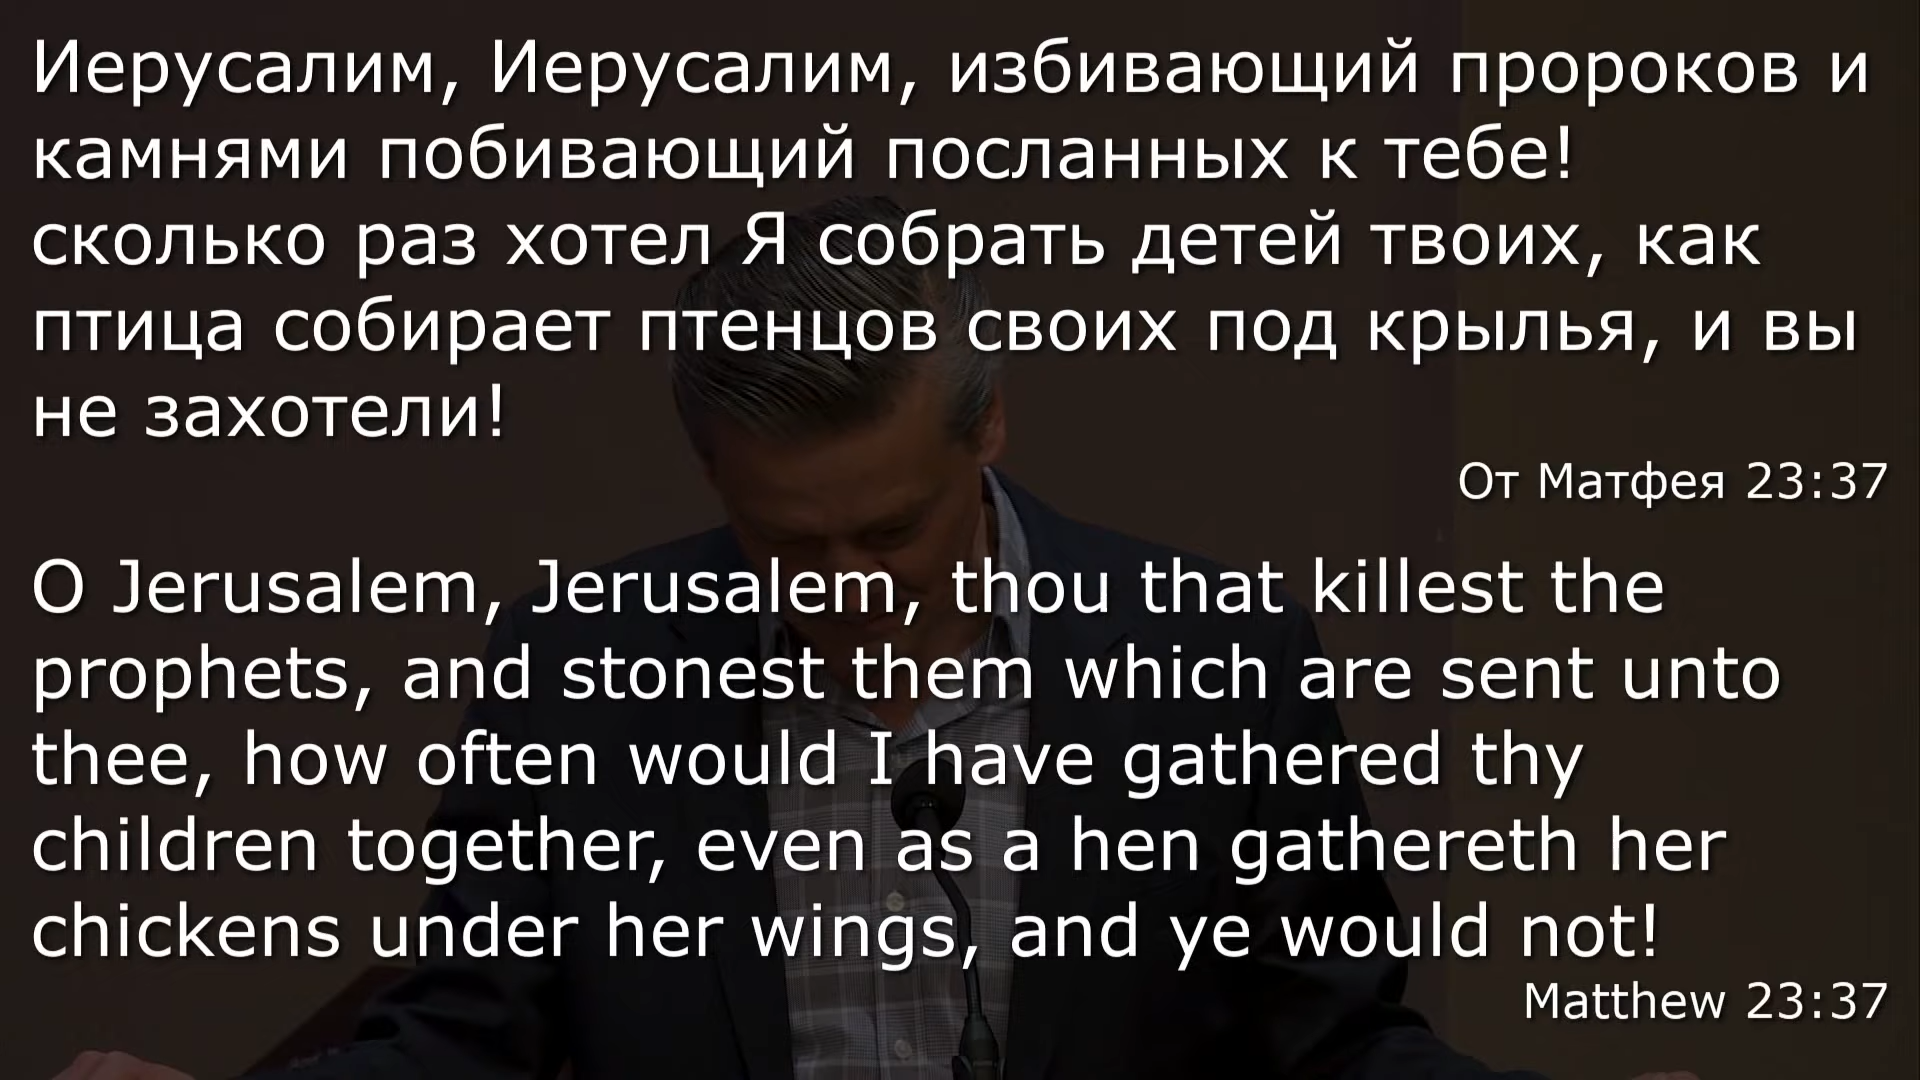 Иерусалим, Иерусалим, избивающий пророков и
камнями побивающий посланных к тебе!
сколько раз хотел Я собрать детей твоих, как
птица собирает птенцов своих под крылья, и вы
не захотели!
От Матфея 23:37
O Jerusalem, Jerusalem, thou that killest the
prophets, and stonest them which are sent unto
thee, how often would I have gathered thy
children together, even as a hen gathereth her
chickens under her wings, and ye would not!
Matthew 23:37